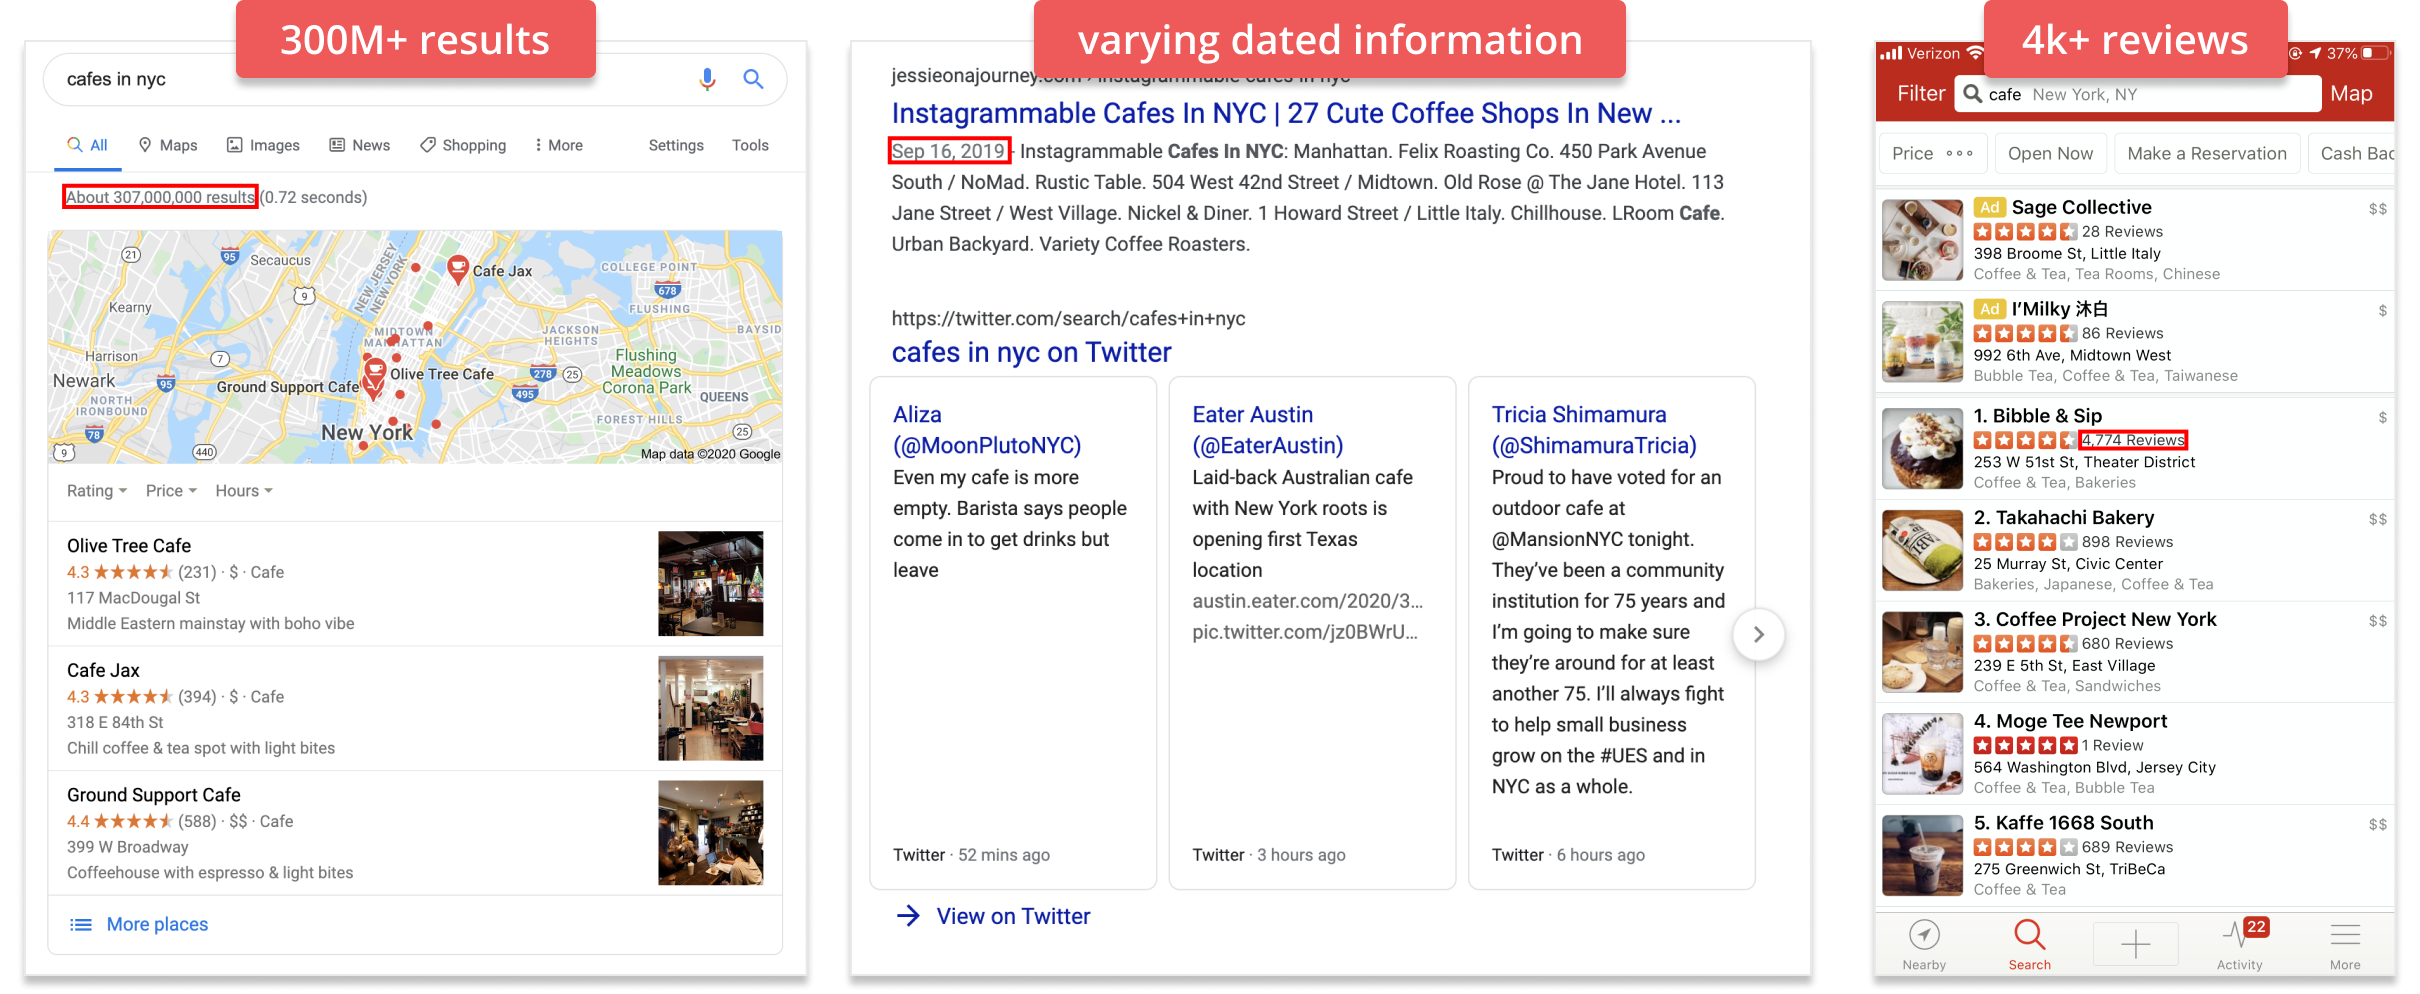 300M+ results
cafes in nyc
All
Maps
Images
News
Shopping
More
Settings
Tools
About 307,000,000 results (0.72 seconds)
21
95
Secaucus
NEW JERSEY
NEW YORK
Cafe Jax
COLLEGE POINT
678
9
Kearny
FLUSHING
MIDTOWN
MANHATTAN
JACKSON
HEIGHTS
BAYSID
Harrison
7
Flushing
Meadows
Corona Park
Newark
95
Ground Support Cafe
Olive Tree Cafe
278
25
495
QUEENS
NORTH
IRONBOUND
FOREST HILLS
78
New York
25
9
440
Map data ©2020 Google
Rating
Price
Hours
Olive Tree Cafe
4.3 (231) · $ · Cafe
117 MacDougal St
Middle Eastern mainstay with boho vibe
Cafe Jax
4.3 (394) · $ · Cafe
318 E 84th St
Chill coffee & tea spot with light bites
Ground Support Cafe
4.4 (588) · $$ · Cafe
399 W Broadway
Coffeehouse with espresso & light bites
More places
varying dated information
jessieonajourney.com › instagrammable-cafes-in-nyc
Instagrammable Cafes In NYC | 27 Cute Coffee Shops In New ...
Sep 16, 2019 - Instagrammable Cafes In NYC: Manhattan. Felix Roasting Co. 450 Park Avenue
South / NoMad. Rustic Table. 504 West 42nd Street / Midtown. Old Rose @ The Jane Hotel. 113
Jane Street / West Village. Nickel & Diner. 1 Howard Street / Little Italy. Chillhouse. LRoom Cafe.
Urban Backyard. Variety Coffee Roasters.
https://twitter.com/search/cafes+in+nyc
cafes in nyc on Twitter
Aliza
(@MoonPlutoNYC)
Even my cafe is more
empty. Barista says people
come in to get drinks but
leave
Twitter · 52 mins ago
Eater Austin
(@EaterAustin)
Laid-back Australian cafe
with New York roots is
opening first Texas
location
austin.eater.com/2020/3...
pic.twitter.com/jz0BWrU...
Twitter · 3 hours ago
Tricia Shimamura
(@ShimamuraTricia)
Proud to have voted for an
outdoor cafe at
@MansionNYC tonight.
They've been a community
institution for 75 years and
I'm going to make sure
they're around for at least
another 75. I'll always fight
to help small business
grow on the #UES and in
NYC as a whole.
Twitter · 6 hours ago
View on Twitter
4k+ reviews
Verizon
37%
Filter
cafe New York, NY
Map
Price
Open Now
Make a Reservation
Cash Bac
Ad Sage Collective $$
28 Reviews
398 Broome St, Little Italy
Coffee & Tea, Tea Rooms, Chinese
Ad I'Milky 沐白 $
86 Reviews
992 6th Ave, Midtown West
Bubble Tea, Coffee & Tea, Taiwanese
1. Bibble & Sip $
4,774 Reviews
253 W 51st St, Theater District
Coffee & Tea, Bakeries
2. Takahachi Bakery $$
898 Reviews
25 Murray St, Civic Center
Bakeries, Japanese, Coffee & Tea
3. Coffee Project New York $$
680 Reviews
239 E 5th St, East Village
Coffee & Tea, Sandwiches
4. Moge Tee Newport
1 Review
564 Washington Blvd, Jersey City
Coffee & Tea, Bubble Tea
5. Kaffe 1668 South $$
689 Reviews
275 Greenwich St, TriBeCa
Coffee & Tea
22
Nearby
Search
Activity
More